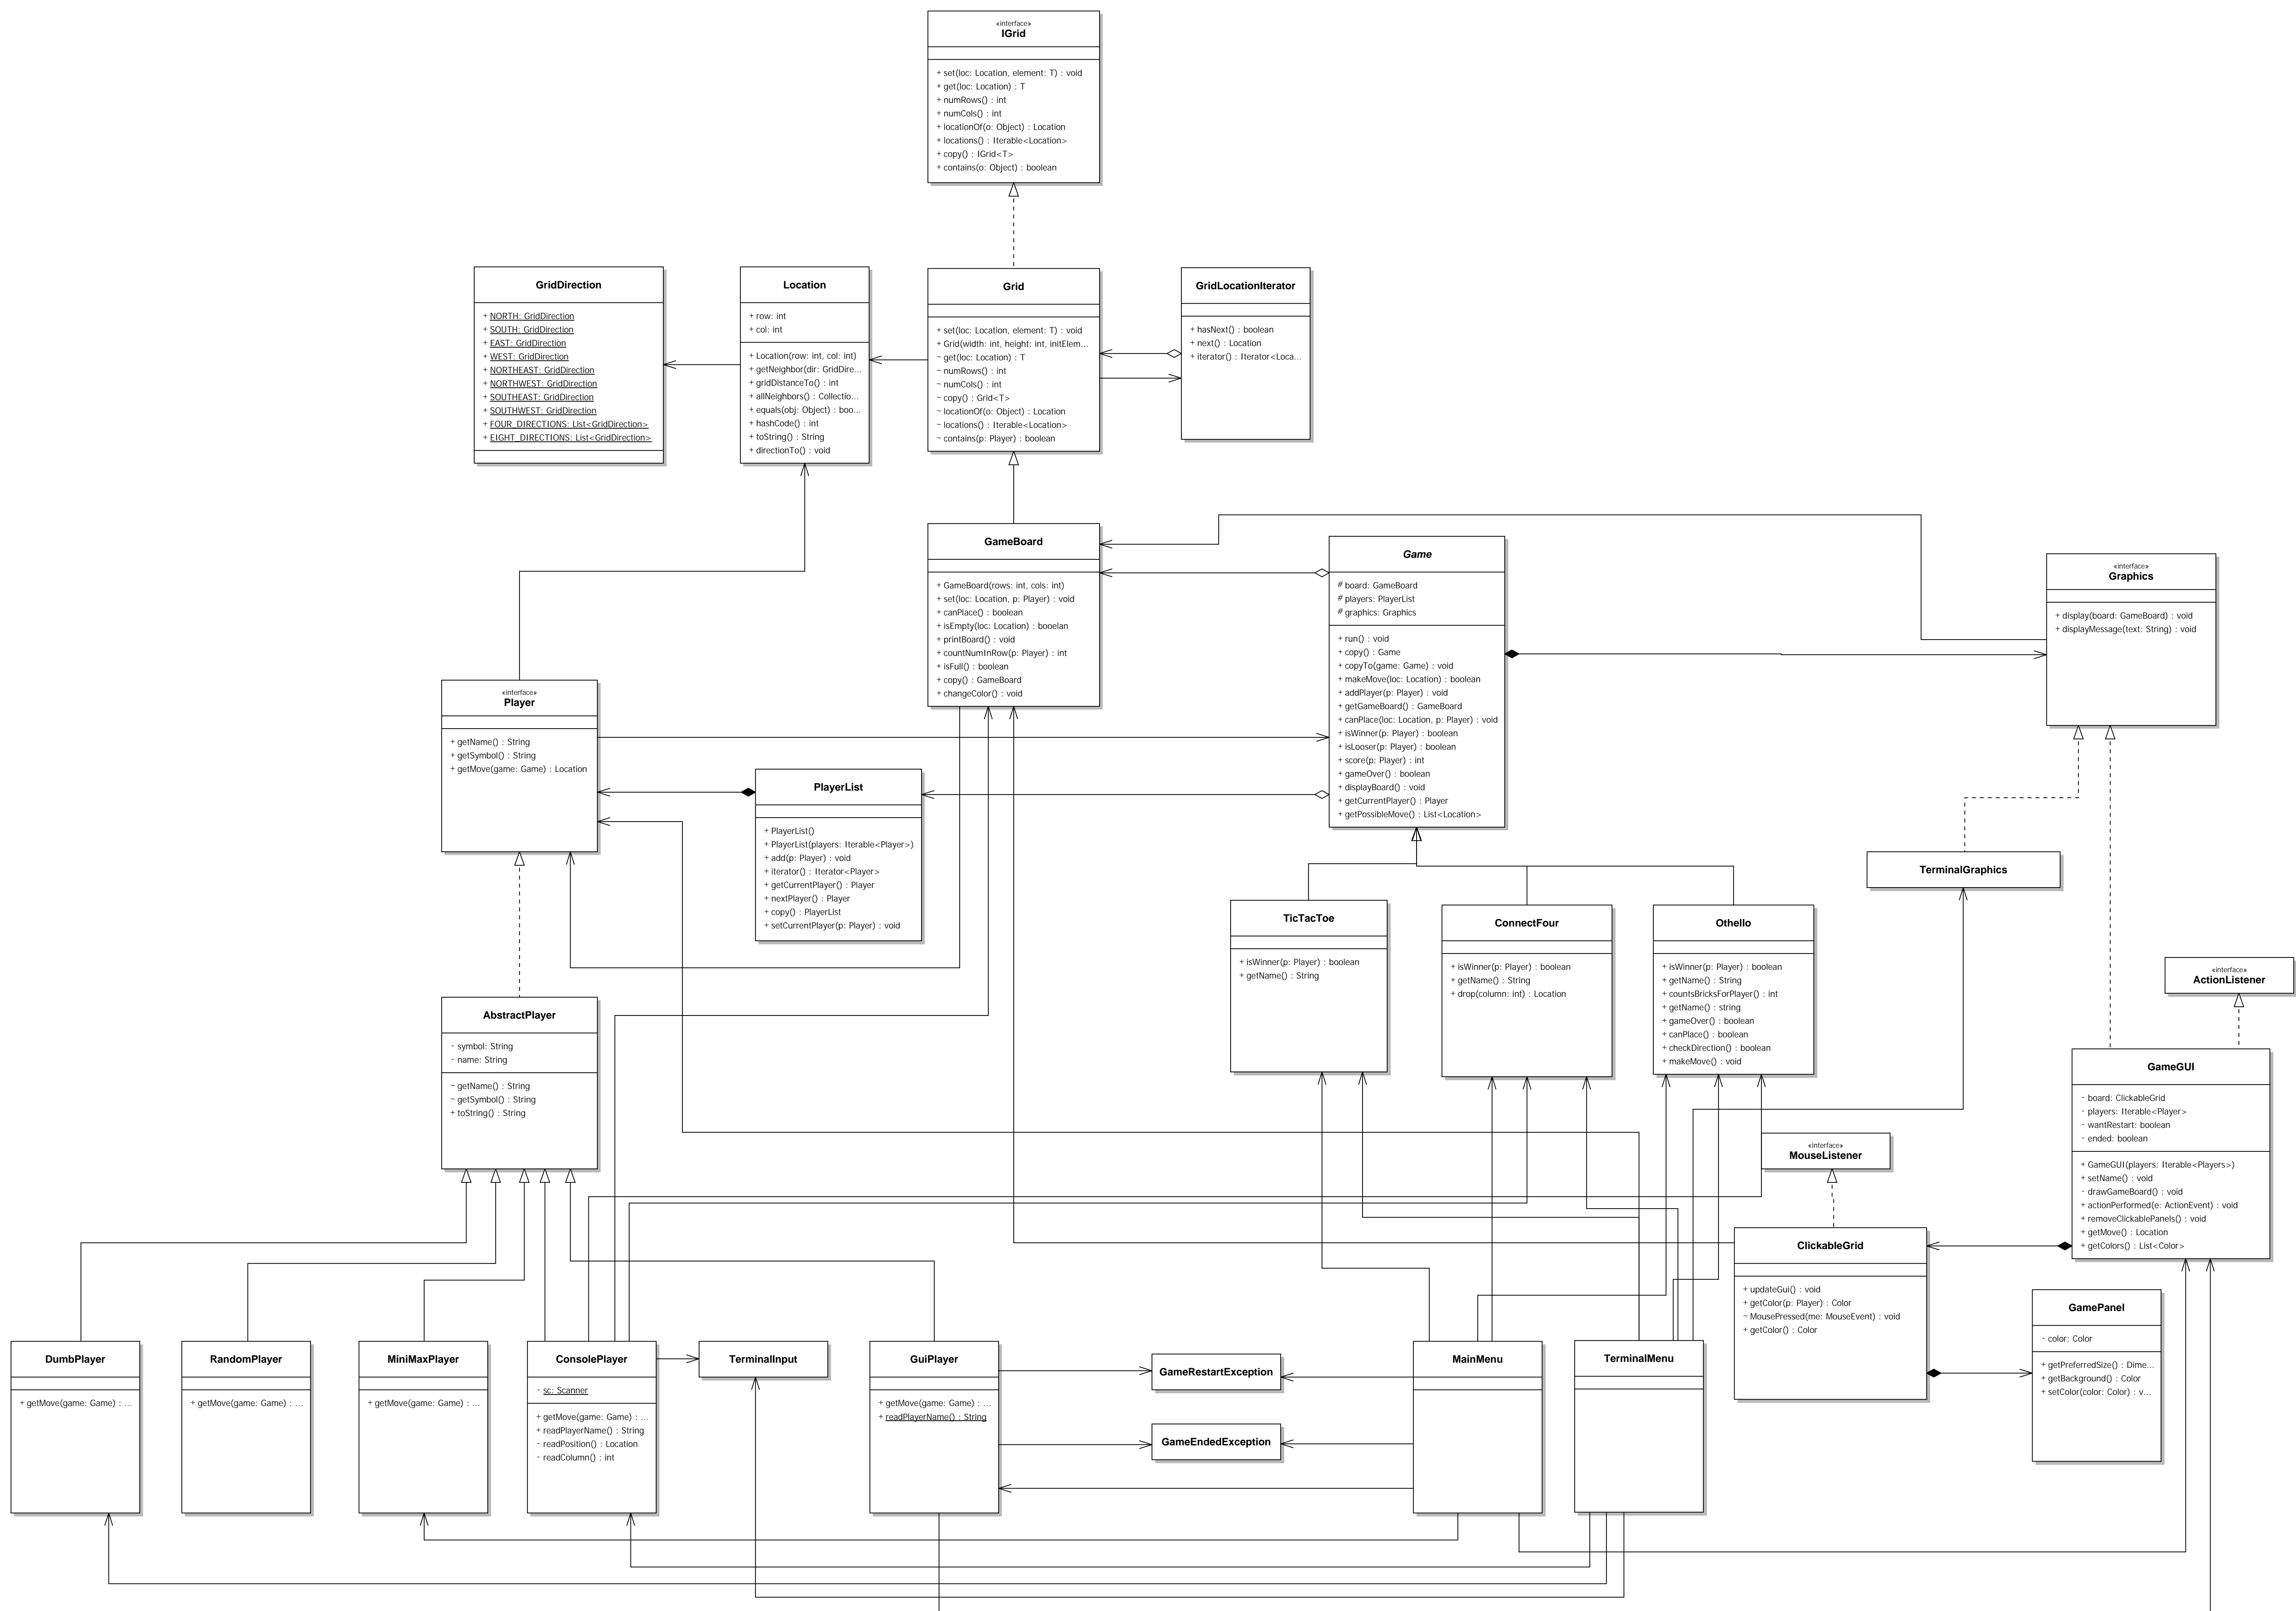 «interface»
IGrid
+ set(loc: Location, element: T) : void
+ get(loc: Location) : T
+ numRows() : int
+ numCols() : int
+ locationOf(o: Object) : Location
+ locations() : Iterable<Location>
+ copy() : IGrid<T>
+ contains(o: Object) : boolean
GridDirection
+ NORTH: GridDirection
+ SOUTH: GridDirection
+ EAST: GridDirection
+ WEST: GridDirection
+ NORTHEAST: GridDirection
+ NORTHWEST: GridDirection
+ SOUTHEAST: GridDirection
+ SOUTHWEST: GridDirection
+ FOUR_DIRECTIONS: List<GridDirection>
+ EIGHT_DIRECTIONS: List<GridDirection>
Location
+ row: int
+ col: int
+ Location(row: int, col: int)
+ getNeighbor(dir: GridDire...
+ gridDistanceTo() : int
+ allNeighbors() : Collectio...
+ equals(obj: Object) : boo...
+ hashCode() : int
+ toString() : String
+ directionTo() : void
Grid
+ set(loc: Location, element: T) : void
+ Grid(width: int, height: int, initElem...
~ get(loc: Location) : T
~ numRows() : int
~ numCols() : int
~ copy() : Grid<T>
~ locationOf(o: Object) : Location
~ locations() : Iterable<Location>
~ contains(p: Player) : boolean
GridLocationIterator
+ hasNext() : boolean
+ next() : Location
+ iterator() : Iterator<Loca...
GameBoard
+ GameBoard(rows: int, cols: int)
+ set(loc: Location, p: Player) : void
+ canPlace() : boolean
+ isEmpty(loc: Location) : booelan
+ printBoard() : void
+ countNumInRow(p: Player) : int
+ isFull() : boolean
+ copy() : GameBoard
+ changeColor() : void
Game
# board: GameBoard
# players: PlayerList
# graphics: Graphics
+ run() : void
+ copy() : Game
+ copyTo(game: Game) : void
+ makeMove(loc: Location) : boolean
+ addPlayer(p: Player) : void
+ getGameBoard() : GameBoard
+ canPlace(loc: Location, p: Player) : void
+ isWinner(p: Player) : boolean
+ isLooser(p: Player) : boolean
+ score(p: Player) : int
+ gameOver() : boolean
+ displayBoard() : void
+ getCurrentPlayer() : Player
+ getPossibleMove() : List<Location>
«interface»
Graphics
+ display(board: GameBoard) : void
+ displayMessage(text: String) : void
«interface»
Player
+ getName() : String
+ getSymbol() : String
+ getMove(game: Game) : Location
PlayerList
+ PlayerList()
+ PlayerList(players: Iterable<Player>)
+ add(p: Player) : void
+ iterator() : Iterator<Player>
+ getCurrentPlayer() : Player
+ nextPlayer() : Player
+ copy() : PlayerList
+ setCurrentPlayer(p: Player) : void
TerminalGraphics
TicTacToe
+ isWinner(p: Player) : boolean
+ getName() : String
ConnectFour
+ isWinner(p: Player) : boolean
+ getName() : String
+ drop(column: int) : Location
Othello
+ isWinner(p: Player) : boolean
+ getName() : String
+ countsBricksForPlayer() : int
+ getName() : string
+ gameOver() : boolean
+ canPlace() : boolean
+ checkDirection() : boolean
+ makeMove() : void
«interface»
ActionListener
AbstractPlayer
- symbol: String
- name: String
~ getName() : String
~ getSymbol() : String
+ toString() : String
GameGUI
- board: ClickableGrid
- players: Iterable<Player>
- wantRestart: boolean
- ended: boolean
+ GameGUI(players: Iterable<Players>)
+ setName() : void
- drawGameBoard() : void
+ actionPerformed(e: ActionEvent) : void
+ removeClickablePanels() : void
+ getMove() : Location
+ getColors() : List<Color>
«interface»
MouseListener
ClickableGrid
+ updateGui() : void
+ getColor(p: Player) : Color
~ MousePressed(me: MouseEvent) : void
+ getColor() : Color
GamePanel
- color: Color
+ getPreferredSize() : Dime...
+ getBackground() : Color
+ setColor(color: Color) : v...
DumbPlayer
+ getMove(game: Game) : ...
RandomPlayer
+ getMove(game: Game) : ...
MiniMaxPlayer
+ getMove(game: Game) : ...
ConsolePlayer
- sc: Scanner
+ getMove(game: Game) : ...
+ readPlayerName() : String
- readPosition() : Location
- readColumn() : int
TerminalInput
GuiPlayer
+ getMove(game: Game) : ...
+ readPlayerName() : String
GameRestartException
GameEndedException
MainMenu
TerminalMenu